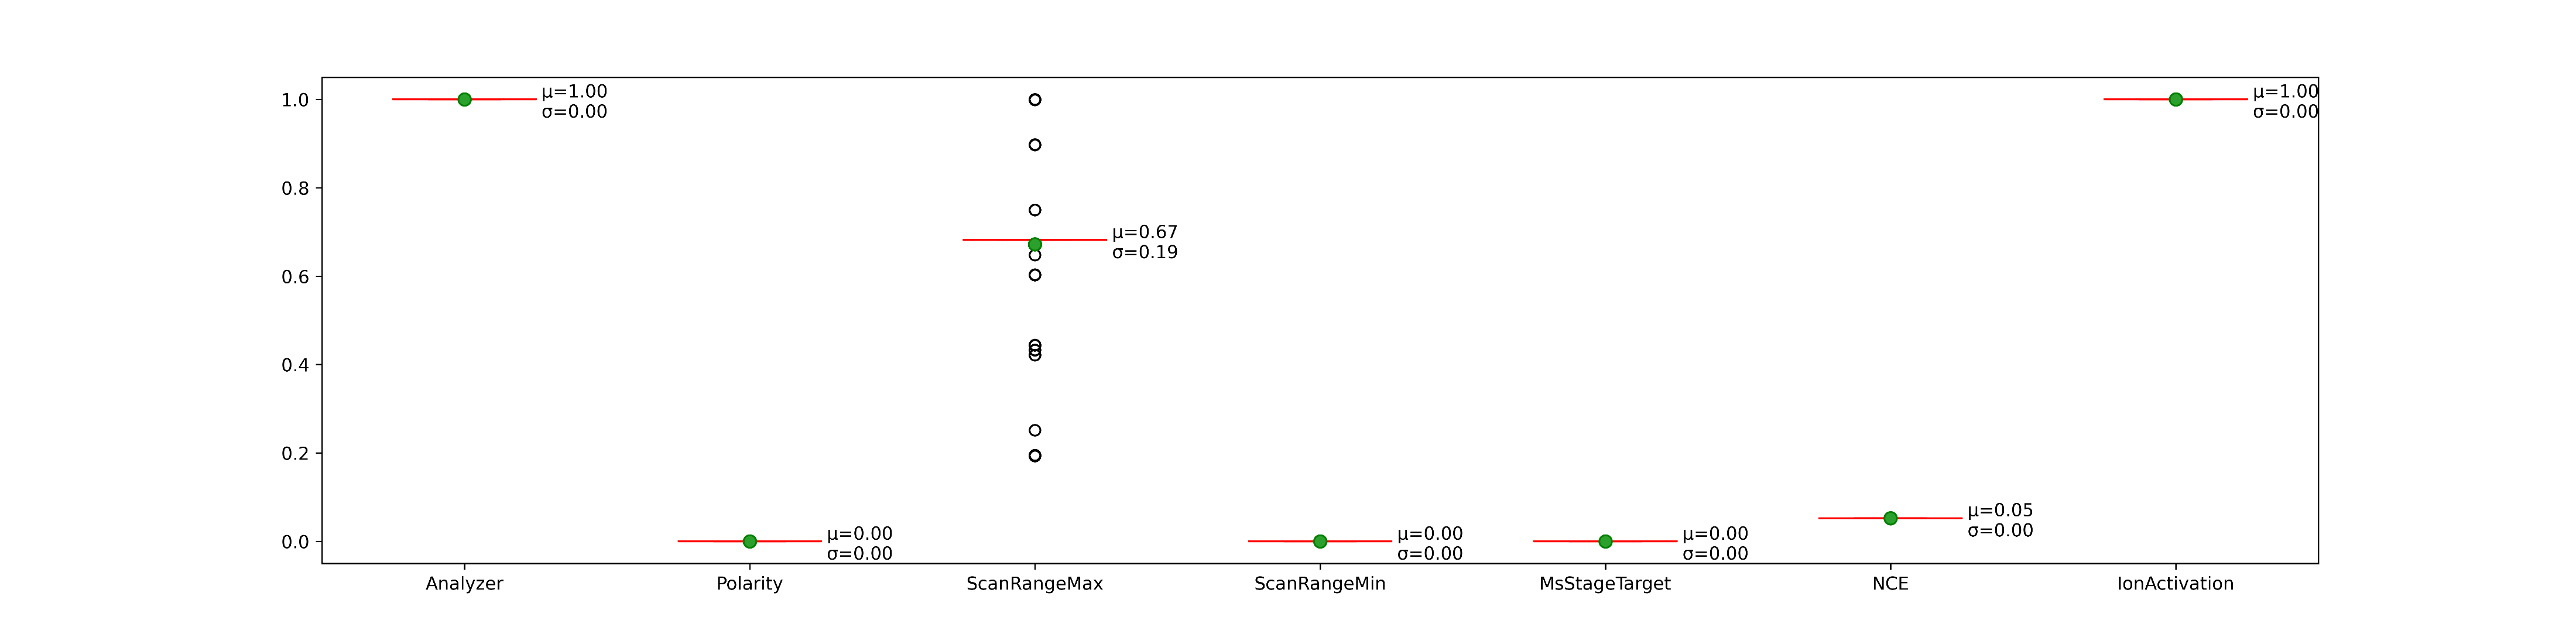 1.0
0.8
0.6
0.4
0.2
0.0
μ=1.00
σ=0.00
μ=0.00
σ=0.00
μ=0.67
σ=0.19
μ=0.00
σ=0.00
μ=0.00
σ=0.00
μ=0.05
σ=0.00
μ=1.00
σ=0.00
Analyzer
Polarity
ScanRangeMax
ScanRangeMin
MsStageTarget
NCE
IonActivation